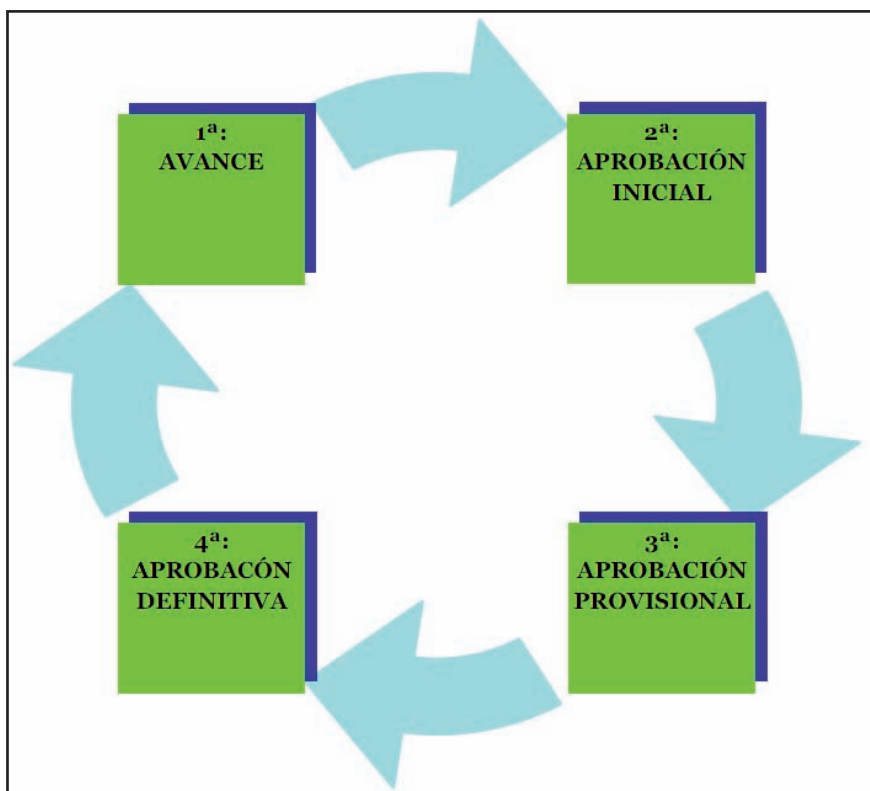 1ª:
AVANCE
2ª:
APROBACIÓN
INICIAL
3ª:
APROBACIÓN
PROVISIONAL
4ª:
APROBACÓN
DEFINITIVA